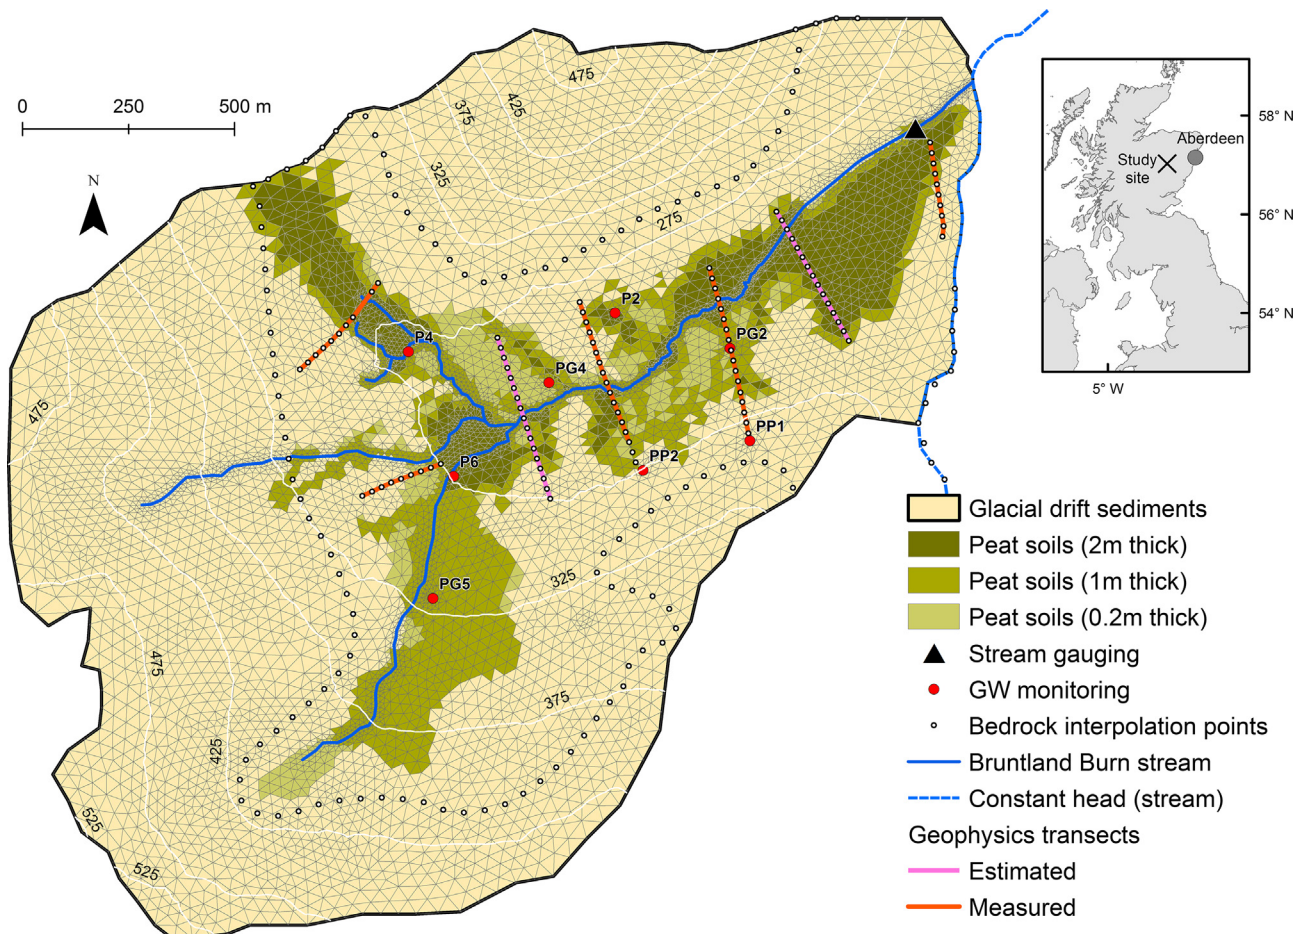 0 250 500 m
N
475
425
375
325
275
475
P2
P4
PG2
PG4
PP1
PP2
P6
PG5
325
375
475
425
525
525
58° N
Aberdeen
Study
site
56° N
54° N
5° W
Glacial drift sediments
Peat soils (2m thick)
Peat soils (1m thick)
Peat soils (0.2m thick)
Stream gauging
GW monitoring
Bedrock interpolation points
Bruntland Burn stream
Constant head (stream)
Geophysics transects
Estimated
Measured